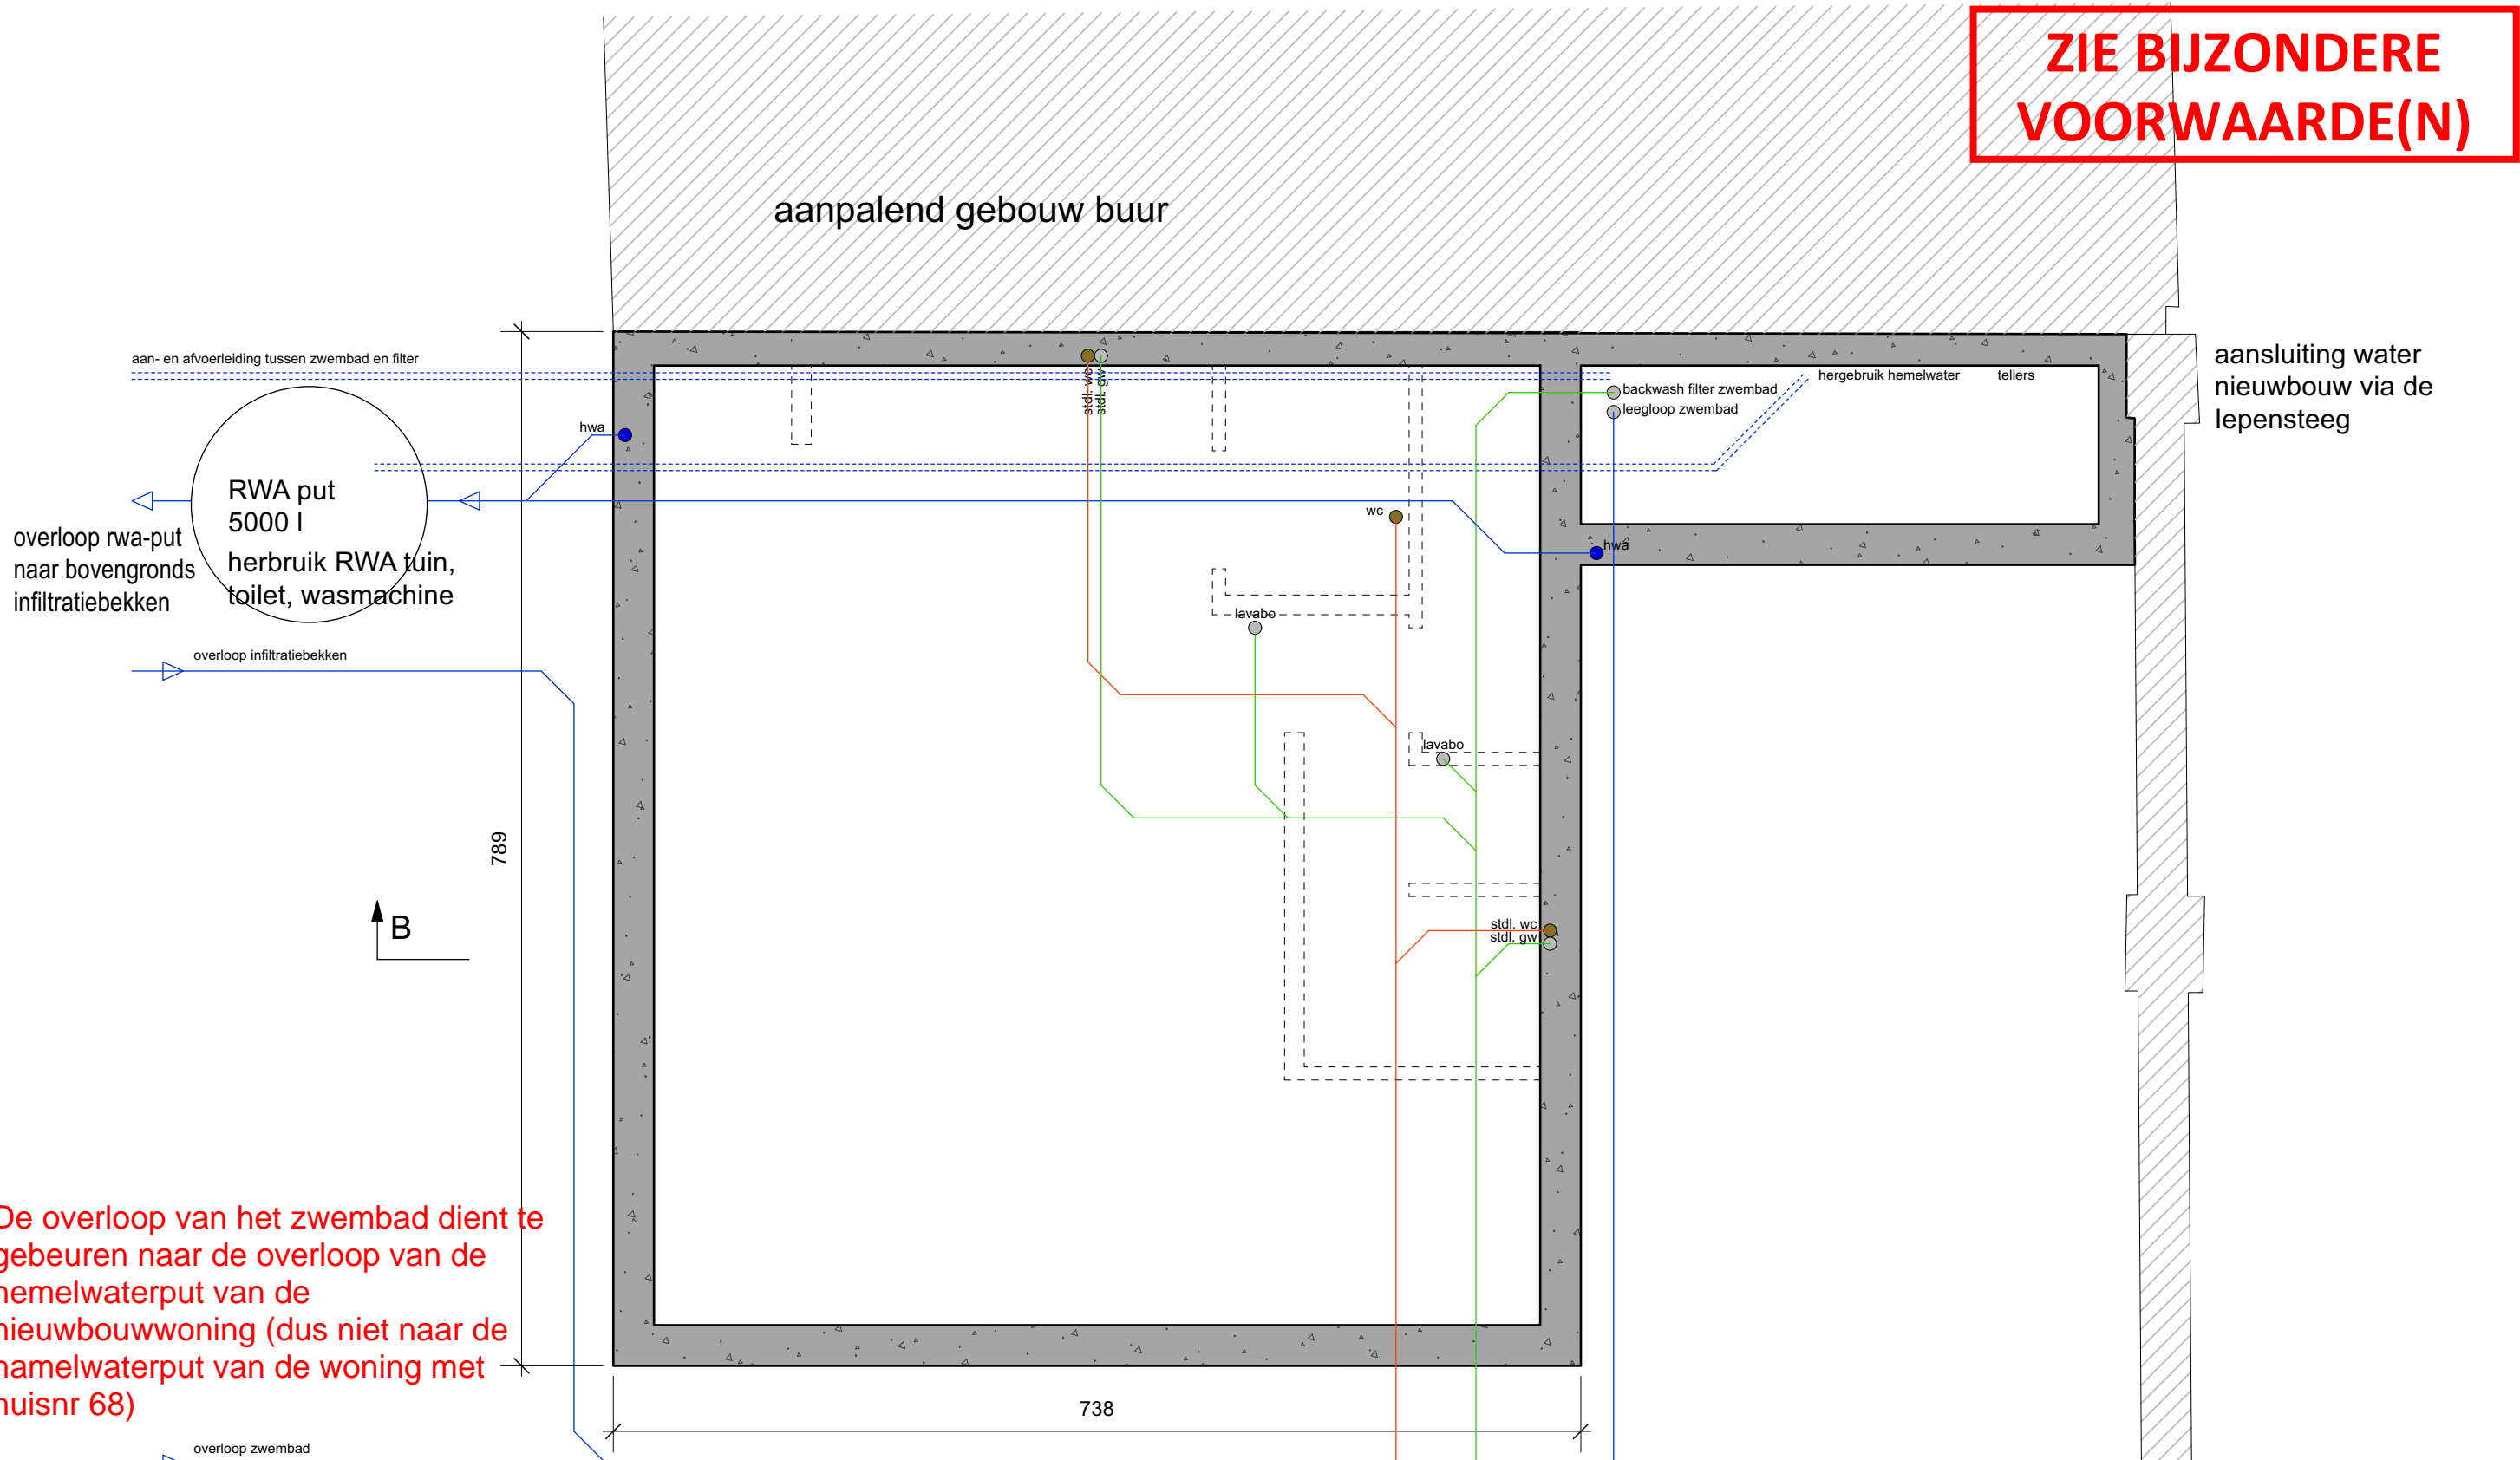 ZIE BIJZONDERE
VOORWAARDE(N)
aanpalend gebouw buur
aan- en afvoerleiding tussen zwembad en filter
stdl. wc
stdl. gw
backwash filter zwembad
leegloop zwembad
hergebruik hemelwater
tellers
aansluiting water
nieuwbouw via de
Iepensteeg
hwa
RWA put
5000 l
herbruik RWA tuin,
toilet, wasmachine
overloop rwa-put
naar bovengronds
infiltratiebekken
wc
hwa
lavabo
overloop infiltratiebekken
lavabo
789
B
stdl. wc
stdl. gw
De overloop van het zwembad dient te
gebeuren naar de overloop van de
hemelwaterput van de
nieuwbouwwoning (dus niet naar de
hamelwaterput van de woning met
huisnr 68)
738
overloop zwembad